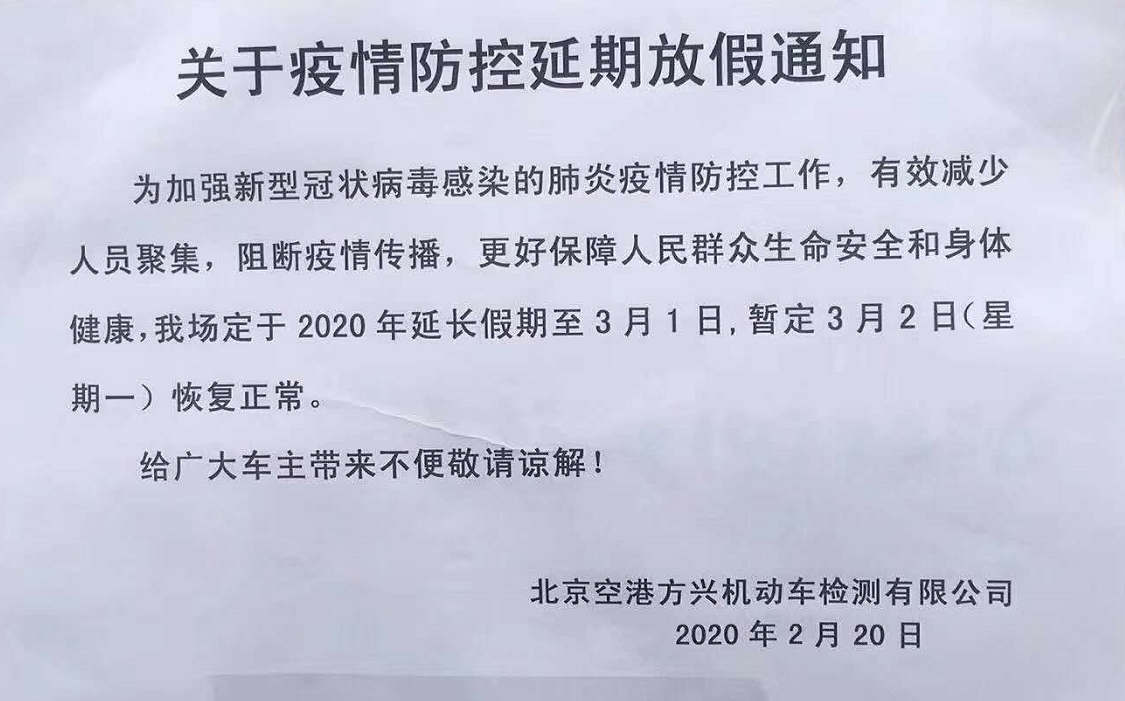 关于疫情防控延期放假通知
为加强新型冠状病毒感染的肺炎疫情防控工作，有效减少
人员聚集，阻断疫情传播，更好保障人民群众生命安全和身体
健康,我场定于 2020 年延长假期至 3 月 1 日,暂定 3 月 2 日（星
期一）恢复正常。
给广大车主带来不便敬请谅解！
北京空港方兴机动车检测有限公司
2020 年 2 月 20 日